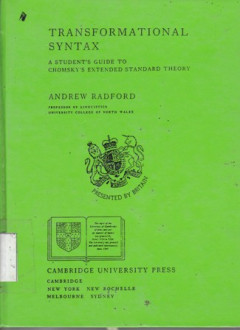 TRANSFORMATIONAL
SYNTAX
A STUDENT'S GUIDE TO
CHOMSKY'S EXTENDED STANDARD THEORY
ANDREW RADFORD
PROFESSOR OF LINGUISTICS
UNIVERSITY COLLEGE OF NORTH WALES
PRESENTED BY BRITAIN
CAMBRIDGE UNIVERSITY PRESS
CAMBRIDGE
NEW YORK NEW ROCHELLE
MELBOURNE SYDNEY